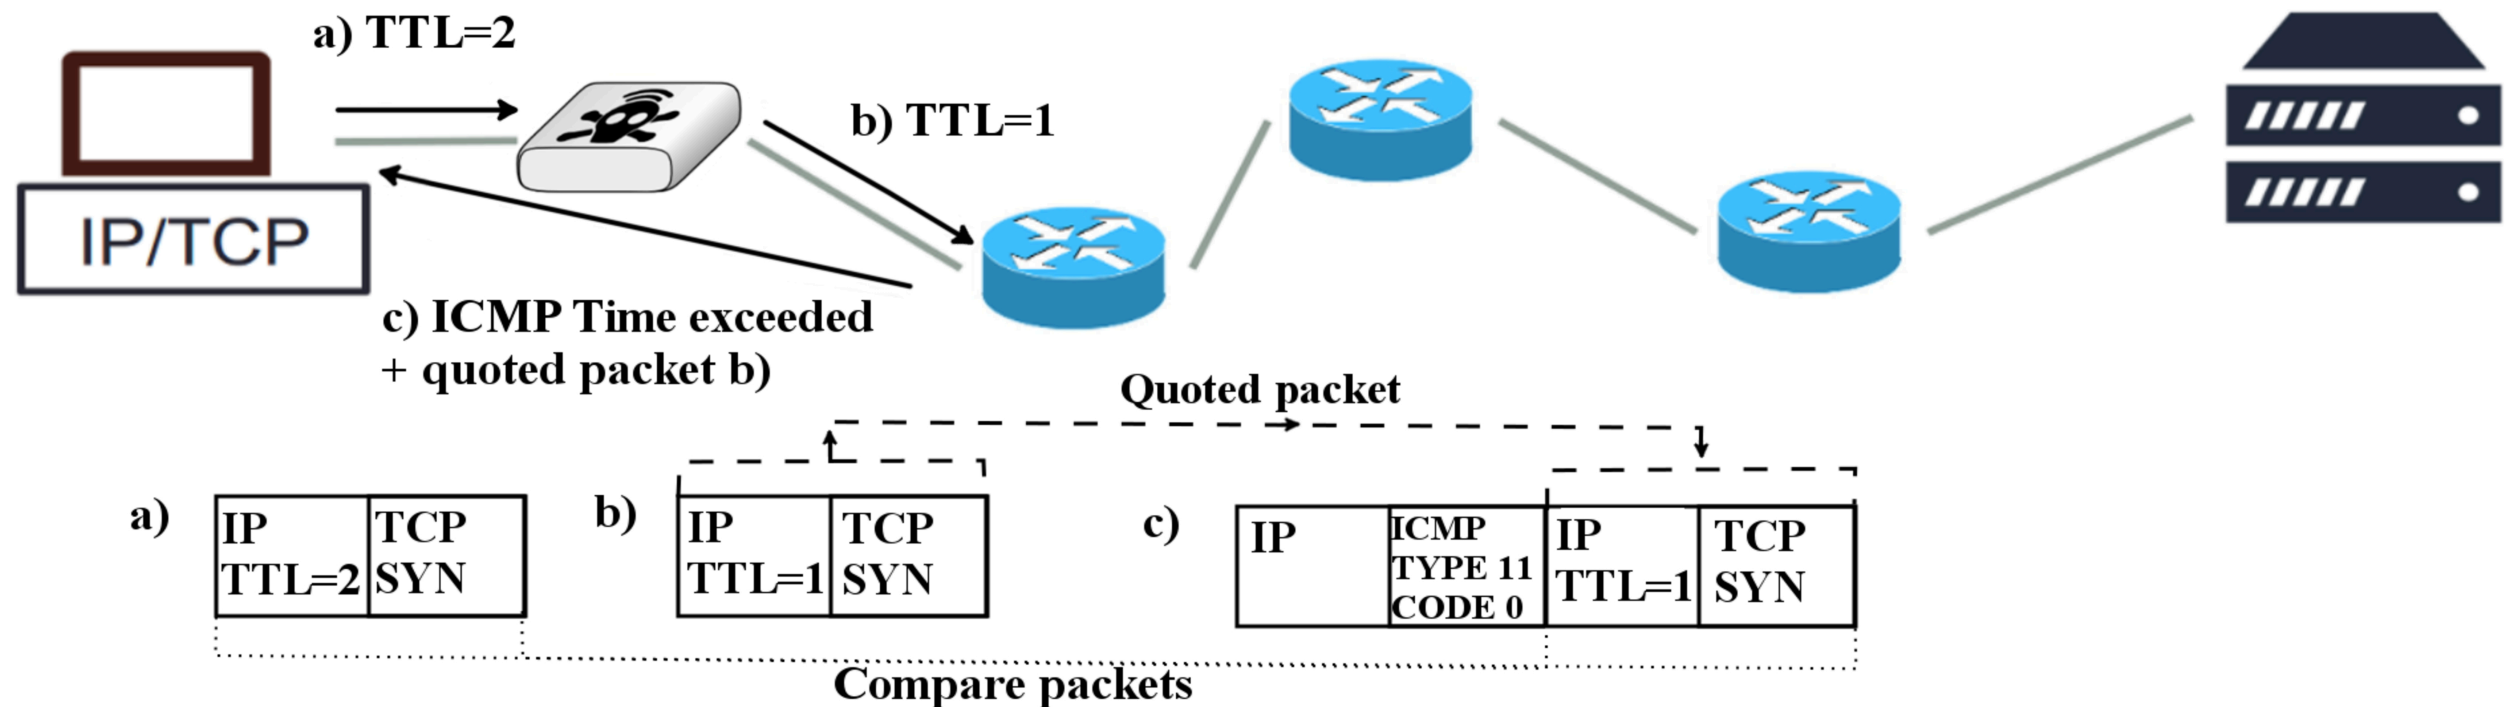 a) TTL=2
b) TTL=1
IP/TCP
c) ICMP Time exceeded
+ quoted packet b)
Quoted packet
a)
IP
TTL=2
TCP
SYN
b)
IP
TTL=1
TCP
SYN
c)
IP
ICMP
TYPE 11
CODE 0
IP
TTL=1
TCP
SYN
Compare packets